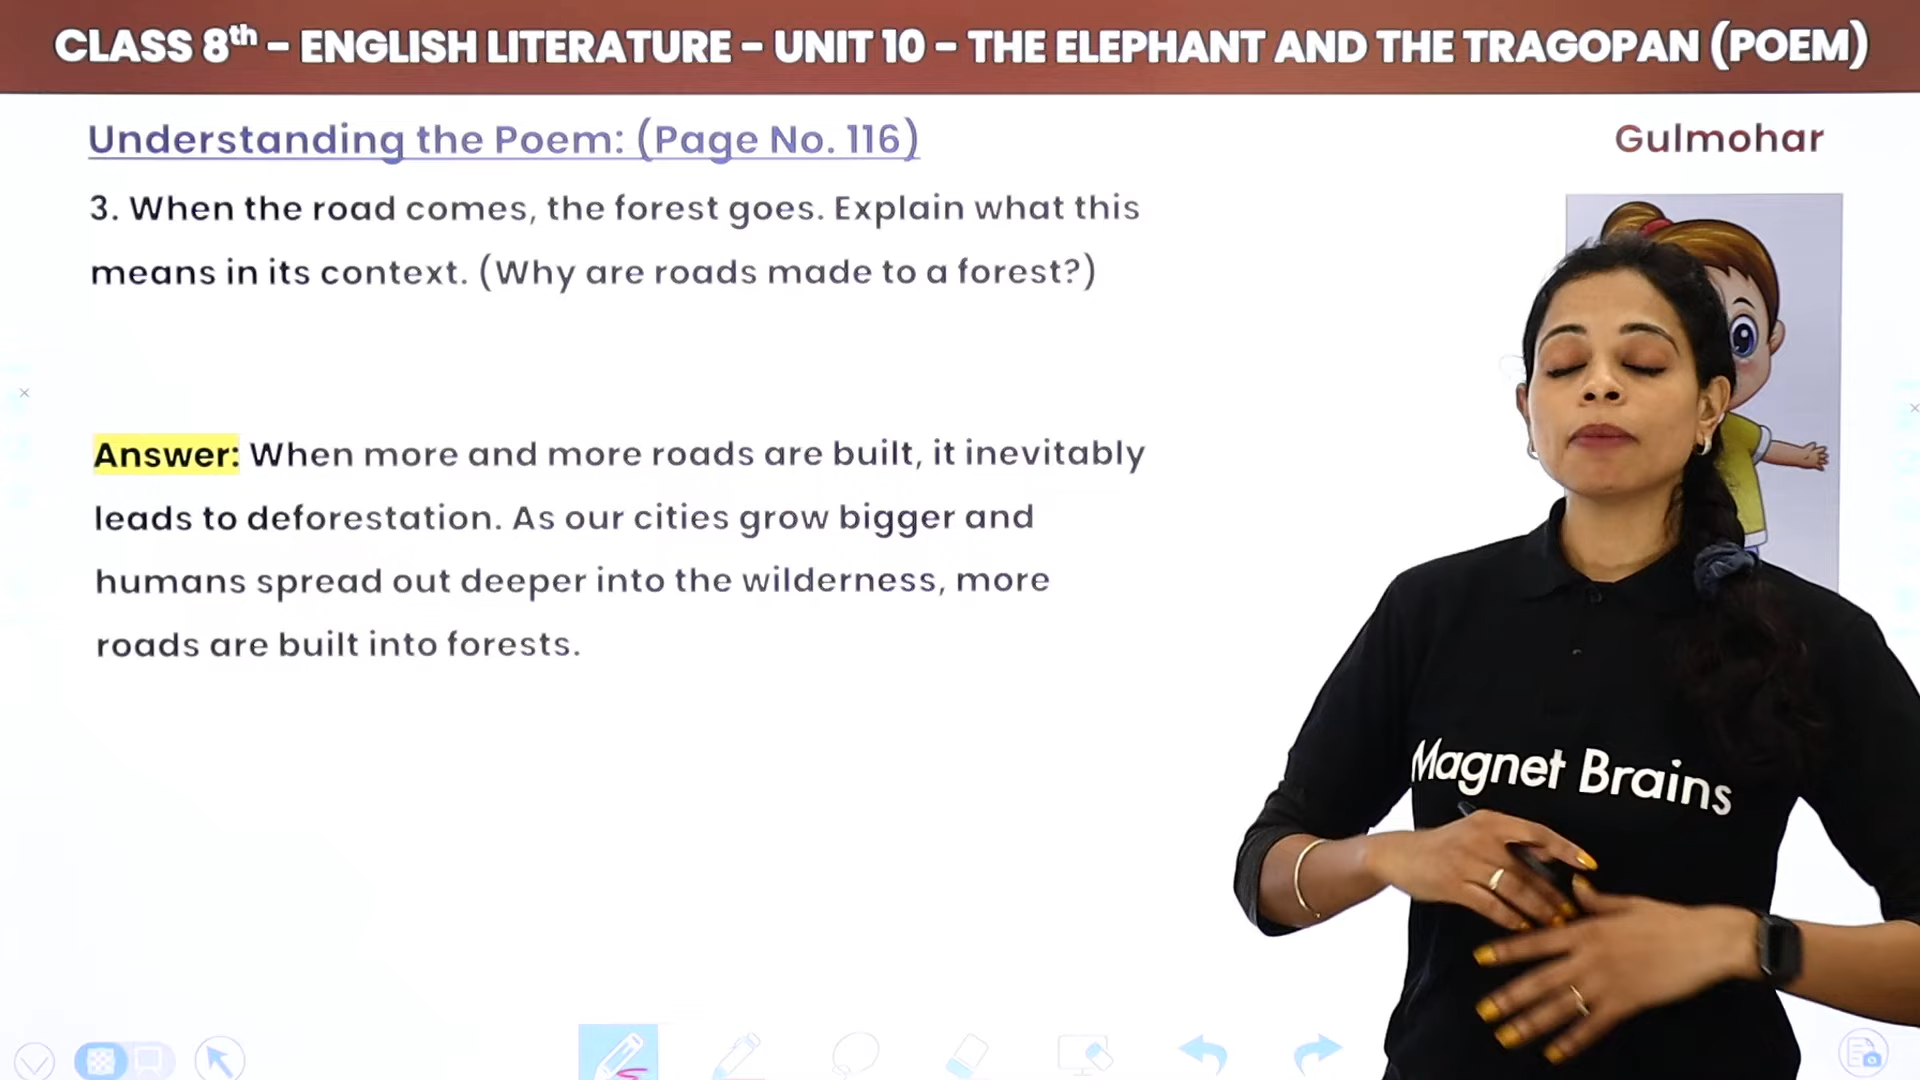 CLASS 8th - ENGLISH LITERATURE - UNIT 10 - THE ELEPHANT AND THE TRAGOPAN (POEM)
Understanding the Poem: (Page No. 116)
Gulmohar
3. When the road comes, the forest goes. Explain what this
means in its context. (Why are roads made to a forest?)
Answer: When more and more roads are built, it inevitably
leads to deforestation. As our cities grow bigger and
humans spread out deeper into the wilderness, more
roads are built into forests.
Magnet Brains